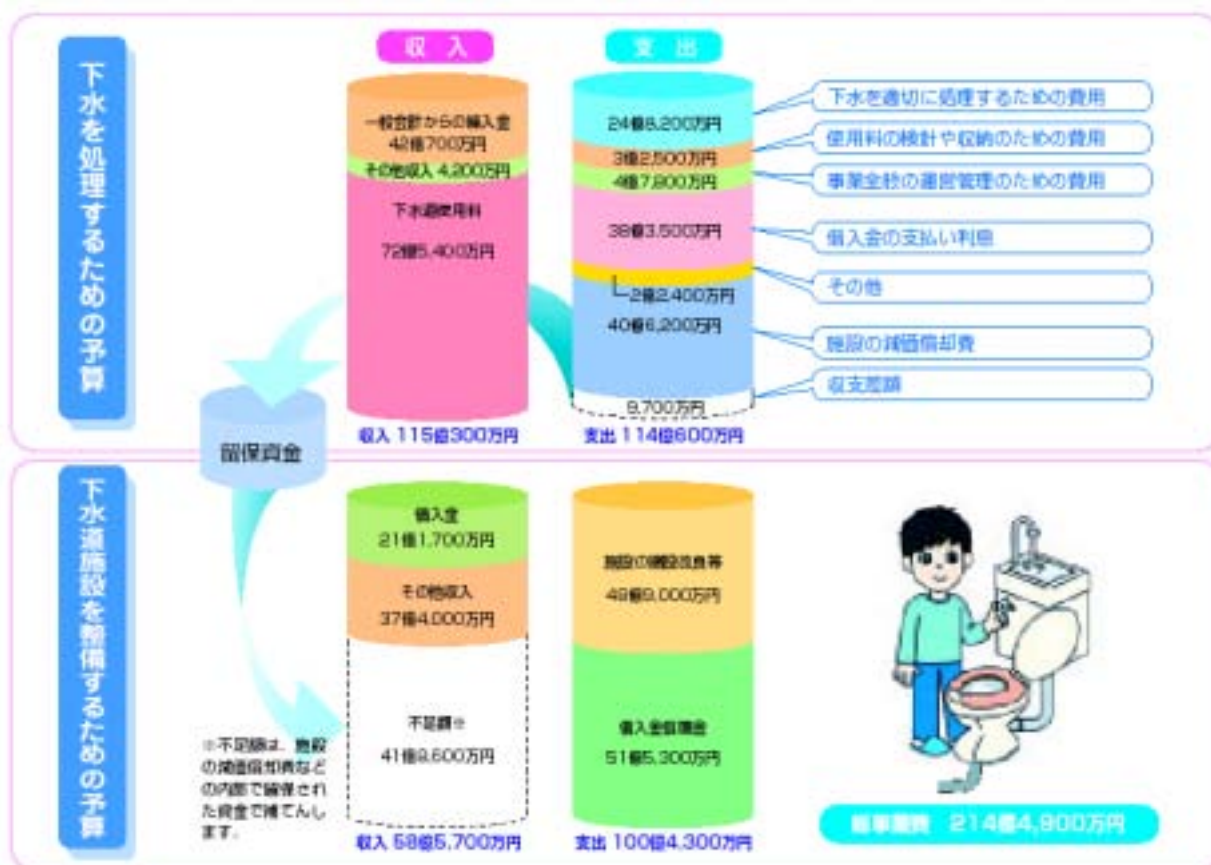 下水を処理するための予算
収入
支出
一般会計からの繰入金
42億700万円
その他収入 4,200万円
下水道使用料
72億5,400万円
収入 115億300万円
24億8,200万円
3億2,500万円
4億7,800万円
38億3,500万円
2億2,400万円
40億6,200万円
9,700万円
支出 114億600万円
下水を適切に処理するための費用
使用料の検針や収納のための費用
事業全般の運営管理のための費用
借入金の支払い利息
その他
施設の減価償却費
収支差額
留保資金
下水道施設を整備するための予算
借入金
21億1,700万円
その他収入
37億4,000万円
不足額※
41億8,600万円
収入 58億5,700万円
施設の建設改良等
48億9,000万円
借入金償還金
51億5,300万円
支出 100億4,300万円
※不足額は、施設
の減価償却費など
の内部で留保され
た資金で補てんし
ます。
総事業費 214億4,900万円